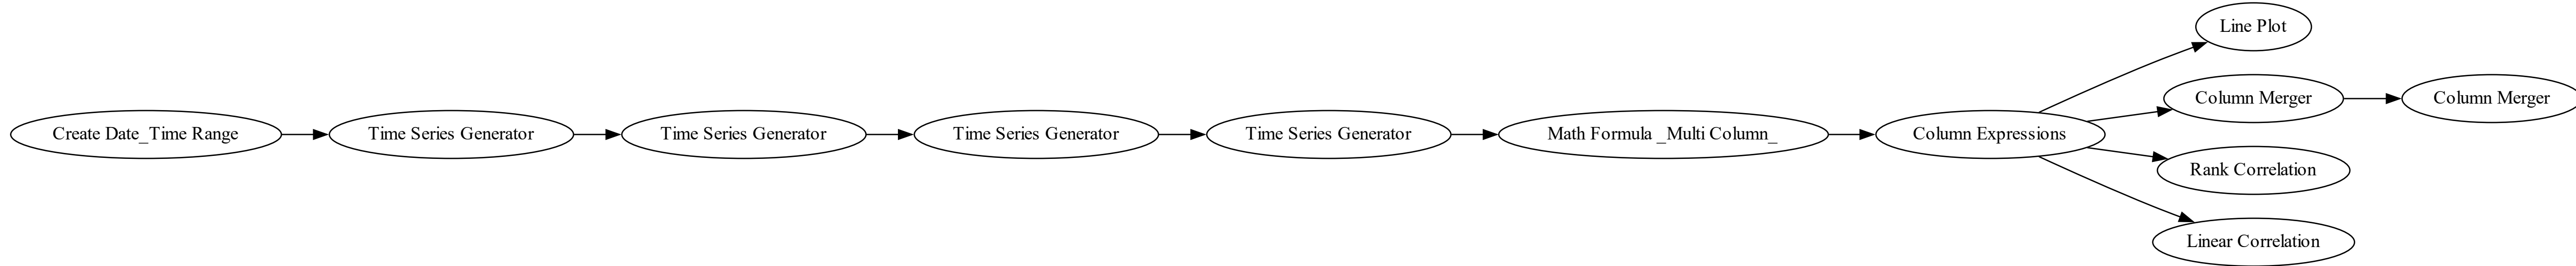 Create Date_Time Range
Time Series Generator
Time Series Generator
Time Series Generator
Time Series Generator
Math Formula _Multi Column_
Column Expressions
Line Plot
Column Merger
Column Merger
Rank Correlation
Linear Correlation